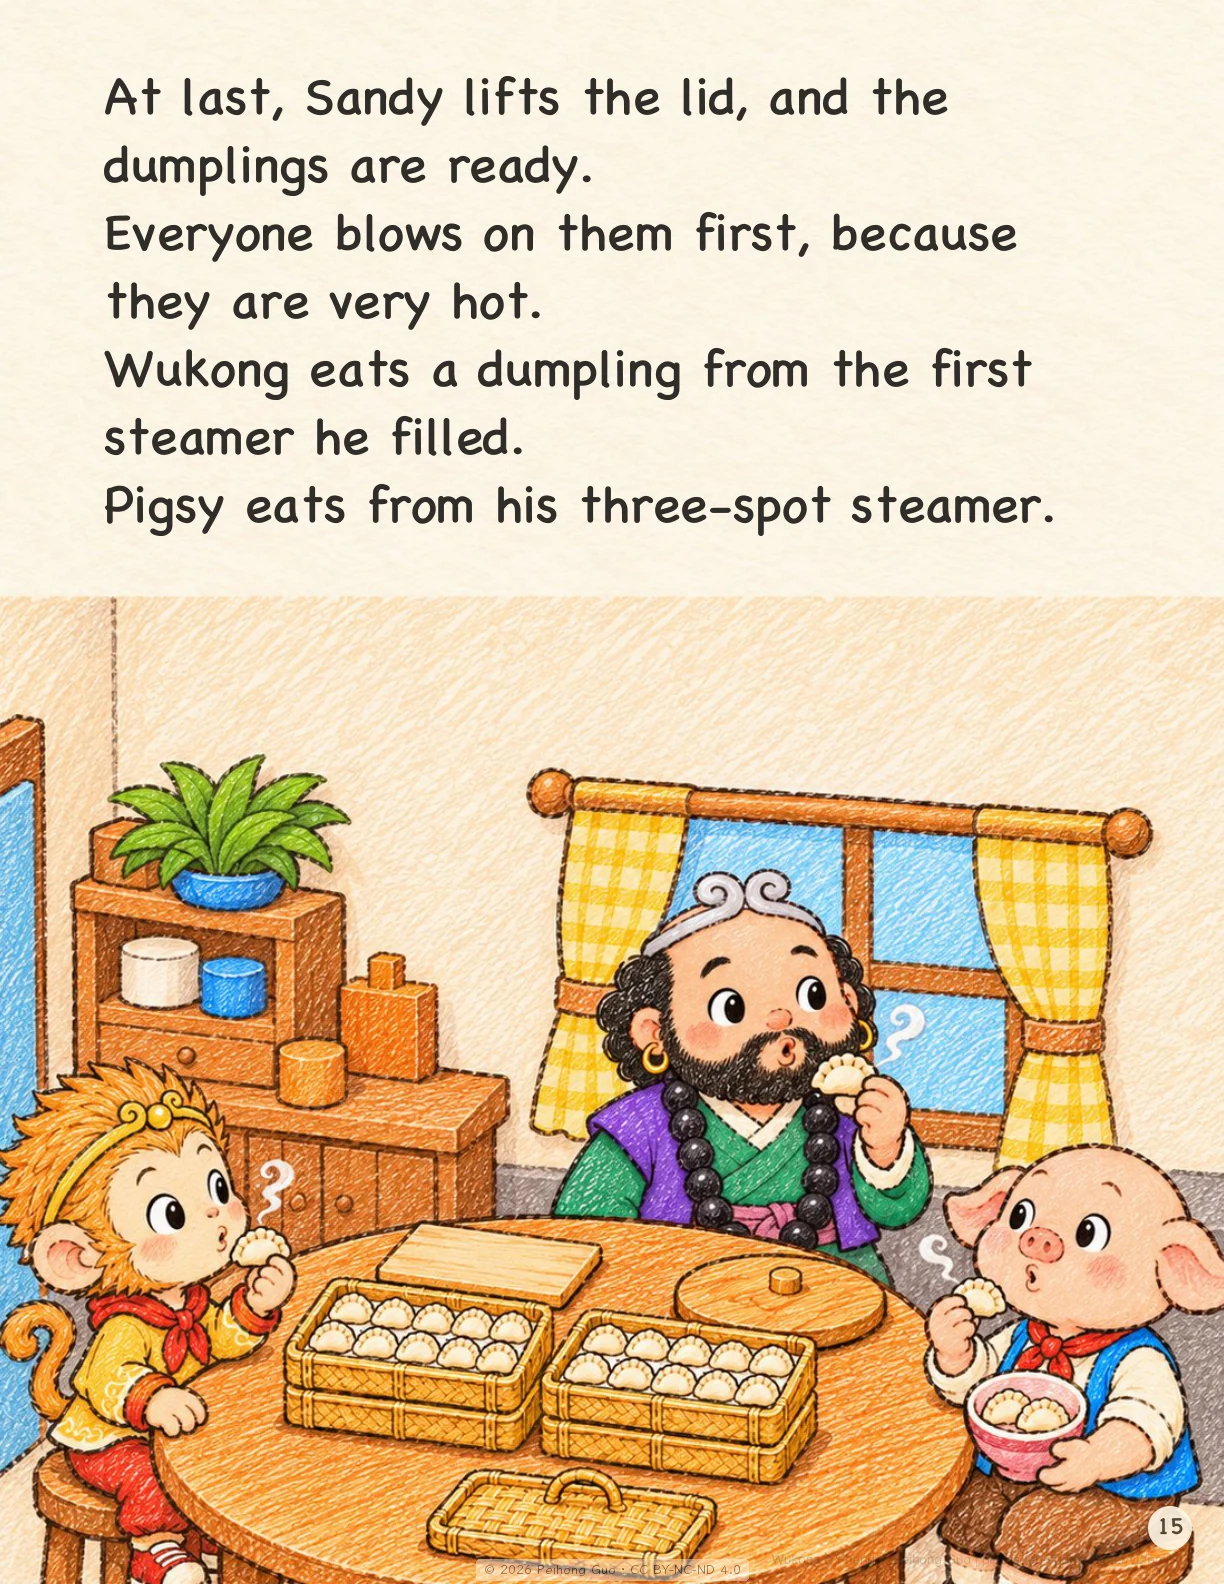 At last, Sandy lifts the lid, and the
dumplings are ready.
Everyone blows on them first, because
they are very hot.
Wukong eats a dumpling from the first
steamer he filled.
Pigsy eats from his three-spot steamer.
15
© 2026 Peihong Guo · CC BY-NC-ND 4.0